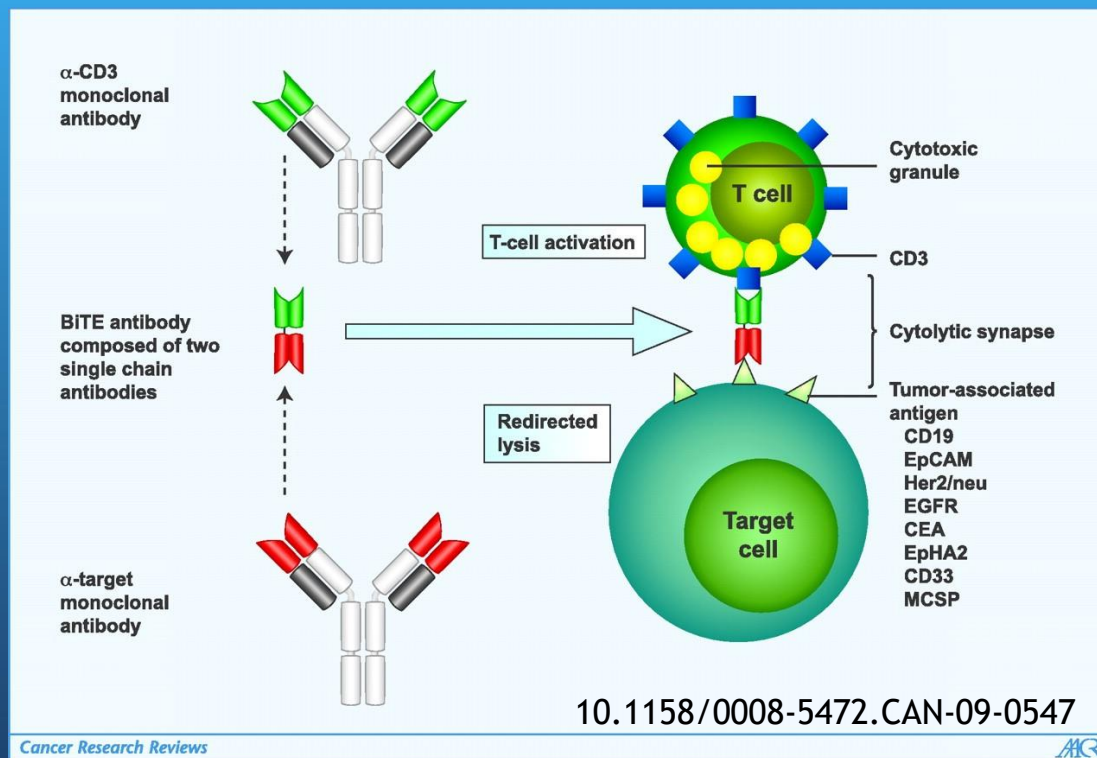 α-CD3
monoclonal
antibody
BiTE antibody
composed of two
single chain
antibodies
α-target
monoclonal
antibody
T-cell activation
Redirected
lysis
T cell
Target
cell
Cytotoxic
granule
CD3
Cytolytic synapse
Tumor-associated
antigen
CD19
EpCAM
Her2/neu
EGFR
CEA
EpHA2
CD33
MCSP
10.1158/0008-5472.CAN-09-0547
Cancer Research Reviews